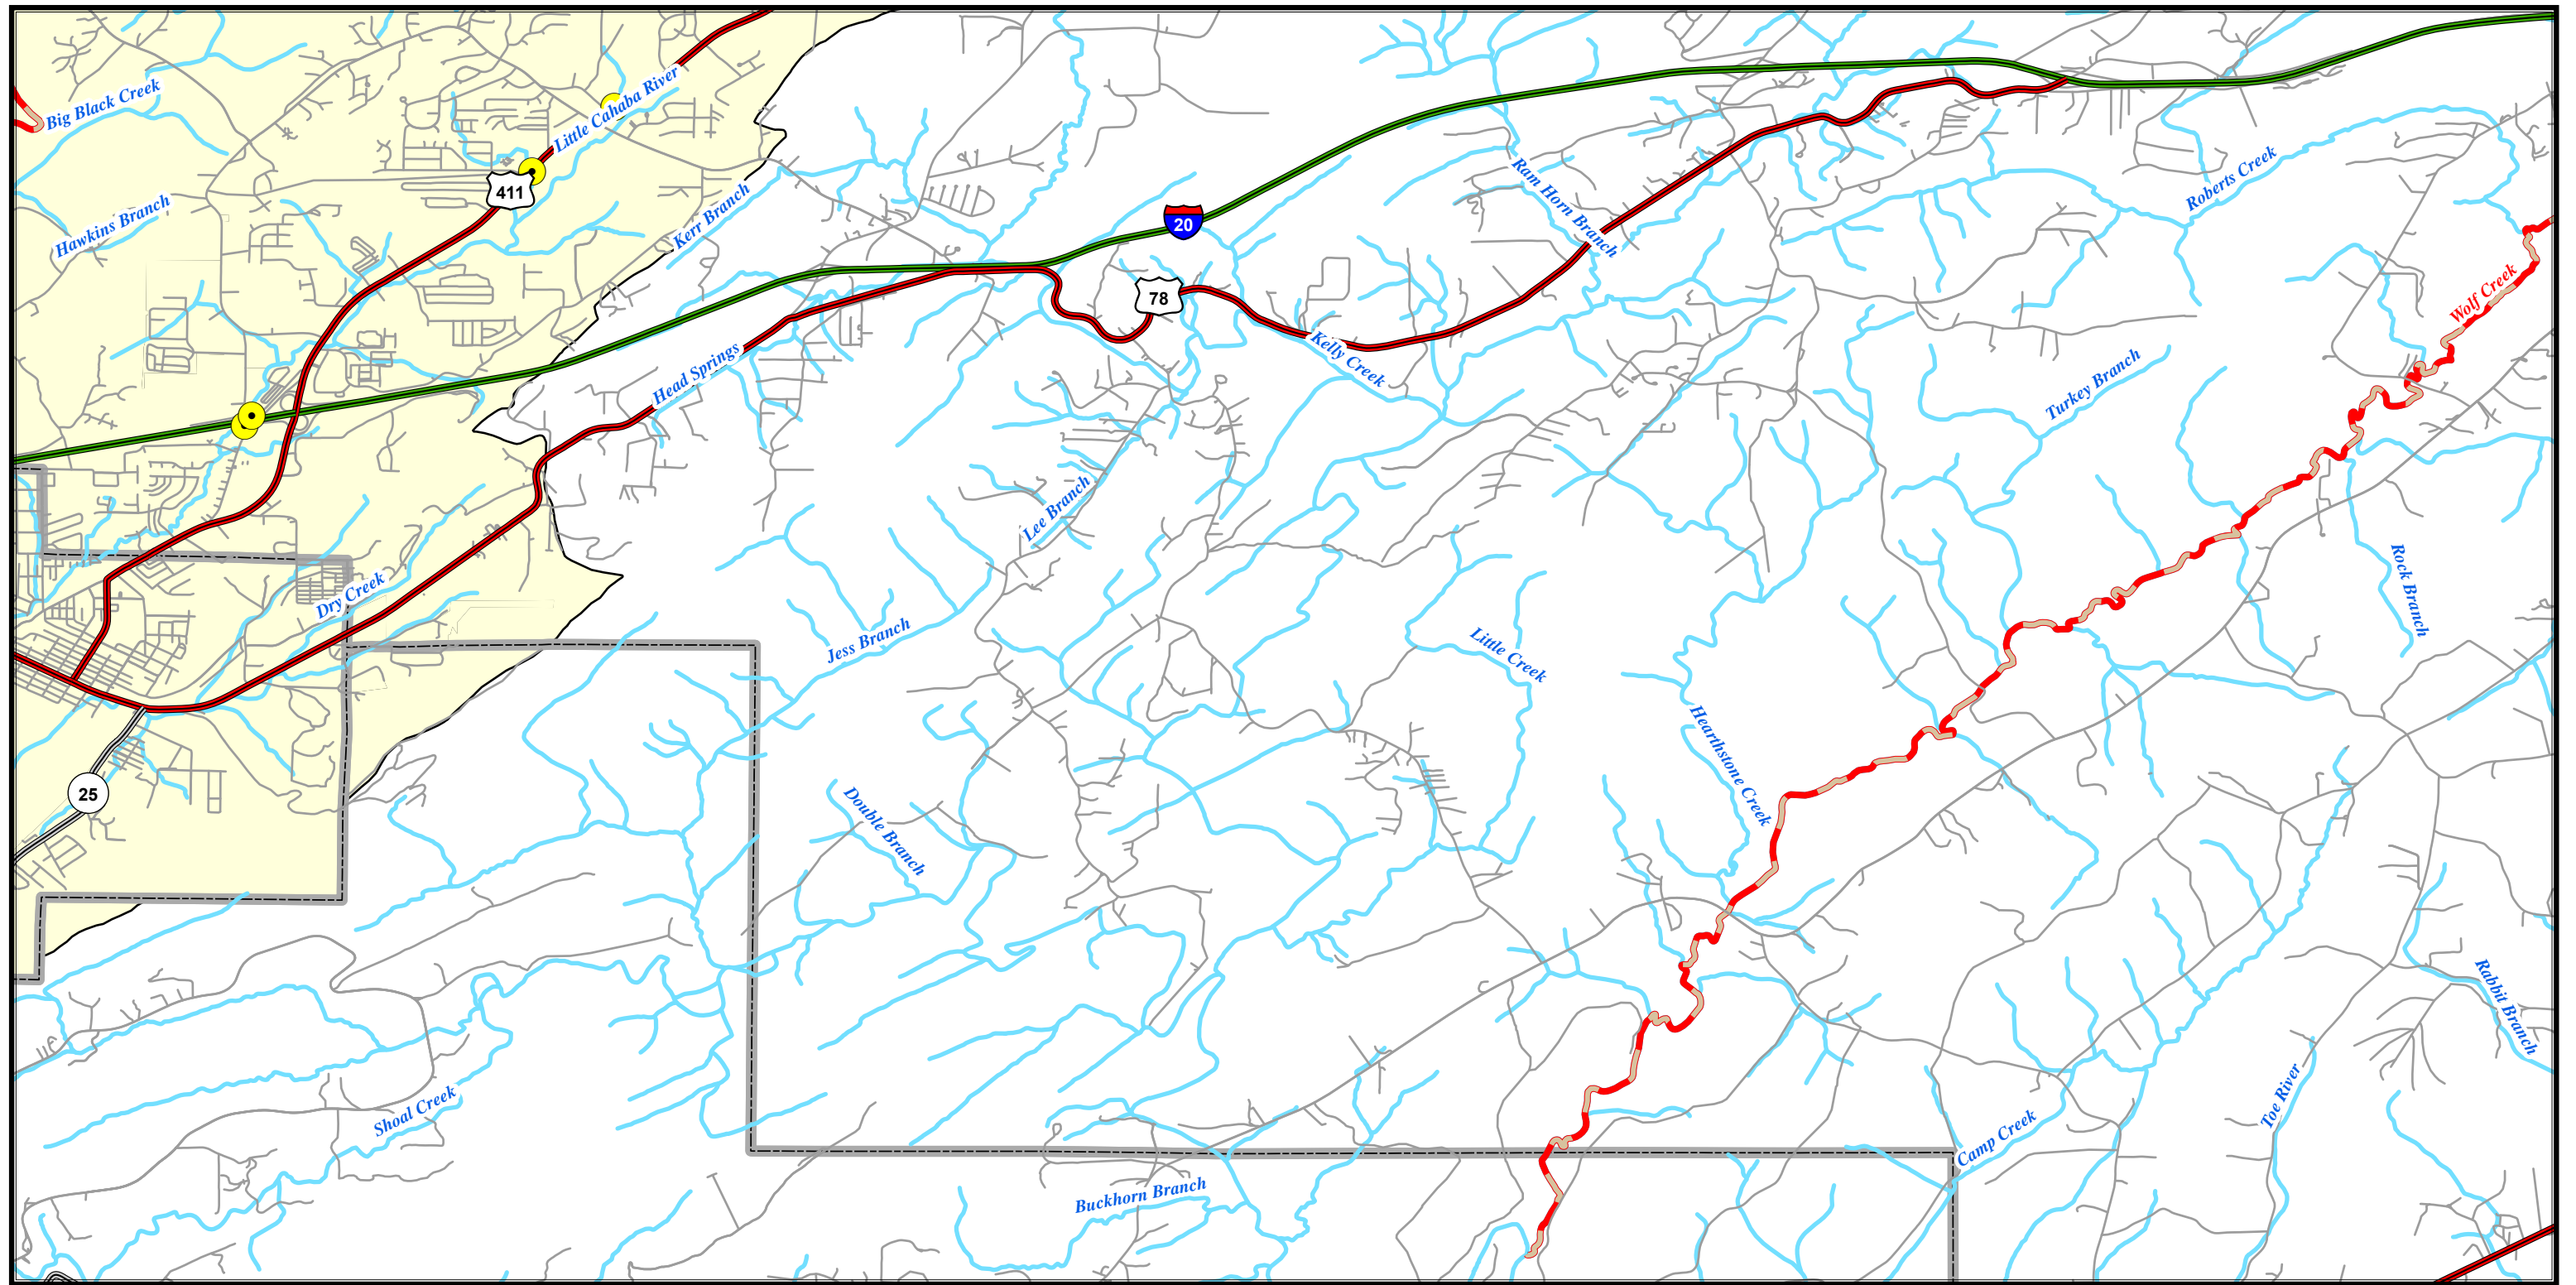 Big Black Creek
Little Cahaba River
411
Hawkins Branch
Kerr Branch
20
Ram Horn Branch
Roberts Creek
78
Wolf Creek
Kelly Creek
Head Springs
Turkey Branch
Lee Branch
Dry Creek
Rock Branch
Jess Branch
Little Creek
Hearthstone Creek
25
Double Branch
Rabbit Branch
Shoal Creek
Toe River
Camp Creek
Buckhorn Branch